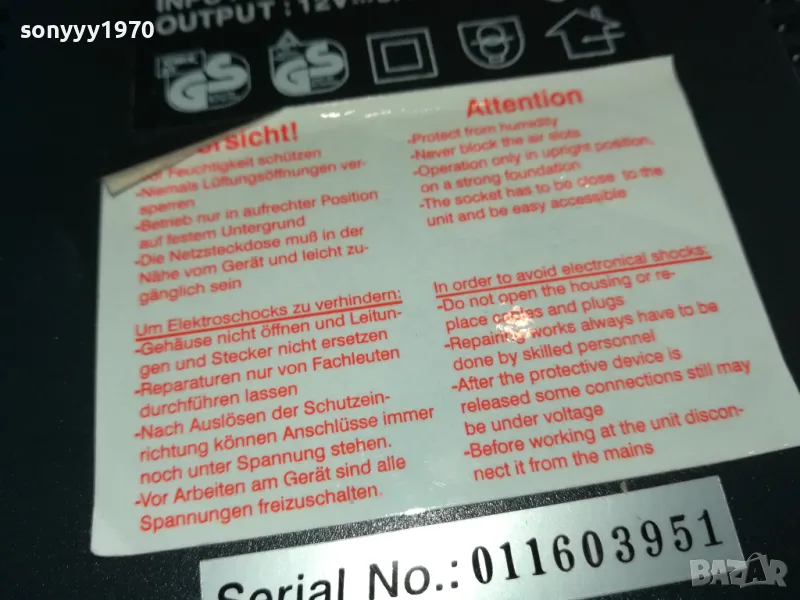 sonyyy1970
OUTPUT : 12V
GS GS
Attention
-Protect from humidity
-Never block the air slots
-Operation only in upright position,
on a strong foundation
-The socket has to be close to the
unit and be easy accessible
In order to avoid electronical shocks:
-Do not open the housing or re-
place cables and plugs
-Repairing works always have to be
done by skilled personnel
-After the protective device is
released some connections still may
be under voltage
-Before working at the unit discon-
nect it from the mains
orsicht!
Vor Feuchtigkeit schützen
-Niemals Lüftungsöffnungen ver-
sperren
-Betrieb nur in aufrechter Position
auf festem Untergrund
-Die Netzsteckdose muß in der
Nähe vom Gerät und leicht zu-
gänglich sein
Um Elektroschocks zu verhindern:
-Gehäuse nicht öffnen und Leitun-
gen und Stecker nicht ersetzen
-Reparaturen nur von Fachleuten
durchführen lassen
-Nach Auslösen der Schutzein-
richtung können Anschlüsse immer
noch unter Spannung stehen.
-Vor Arbeiten am Gerät sind alle
Spannungen freizuschalten.
Serial No.: 011603951
BAZAR